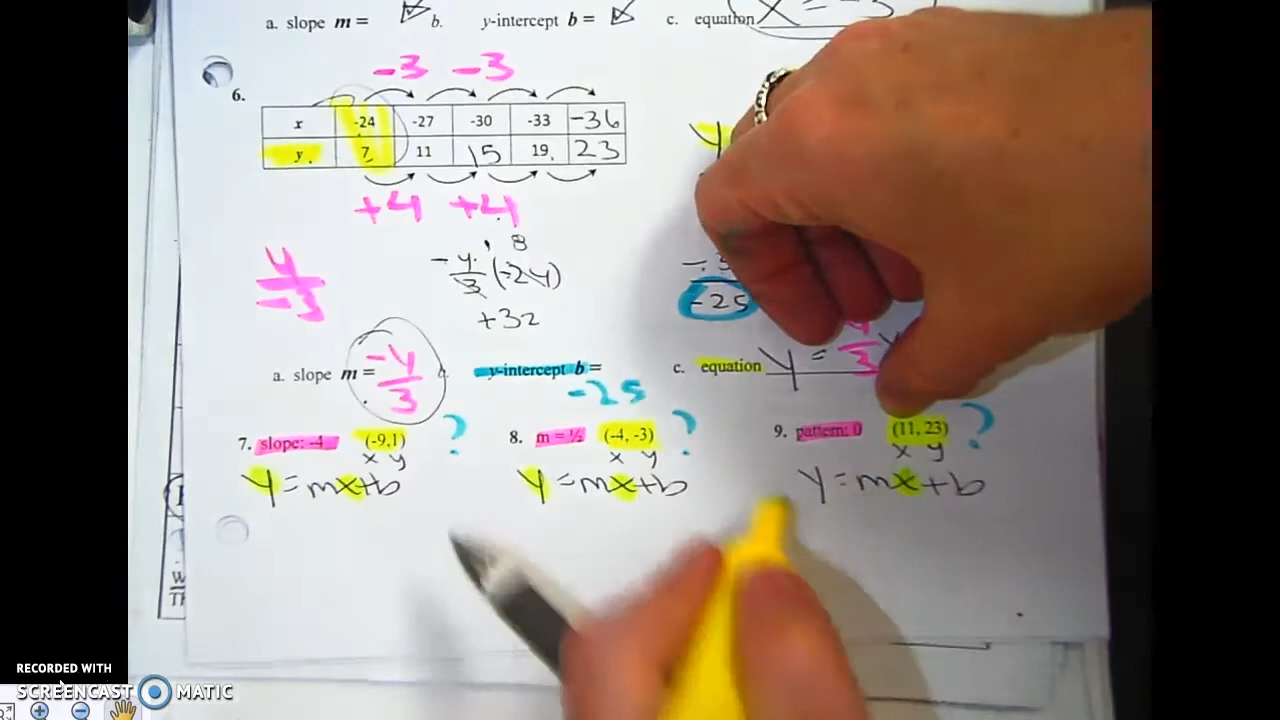 a. slope m = b. y-intercept b = c. equation x = -3
-3 -3
6.
x -24 -27 -30 -33 -36
y 7 11 15 19 23
+4 +4
y
4
-3
8
-4/3 (-24)
+32
-25
a. slope m = -4/3 y-intercept b = -25 c. equation y =
7. slope: -4 (-9,1) ? 8. m = ½ (-4, -3) ? 9. pattern: 0 (11, 23) ?
x y x y x y
y = mx+b y = mx+b y = mx+b
W
TH
RECORDED WITH
SCREENCAST MATIC